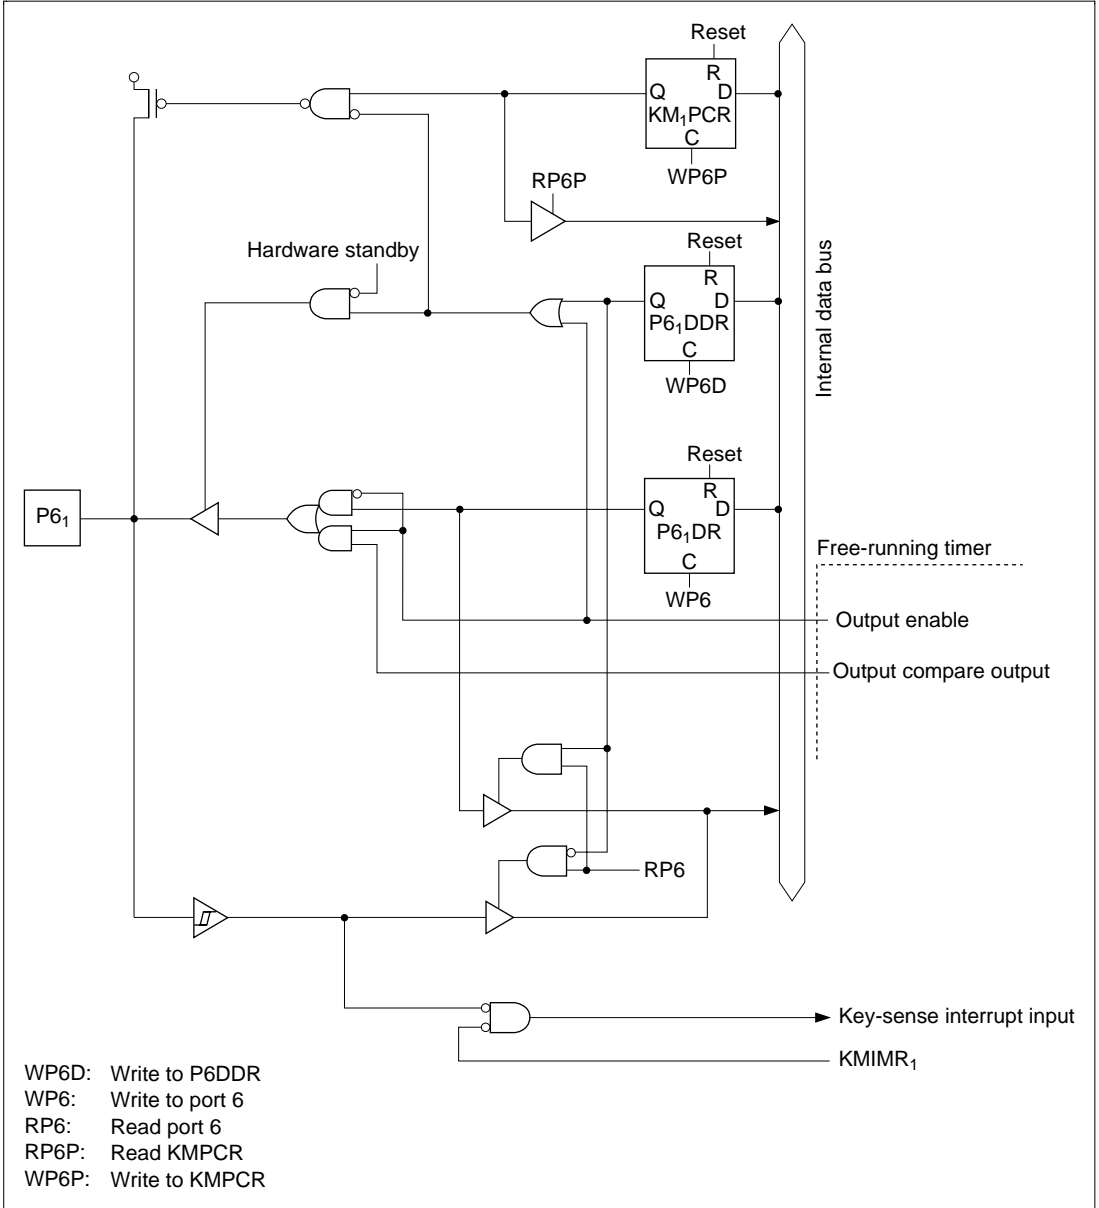 Reset
R
Q D
KM₁PCR
C
WP6P
RP6P
Hardware standby
Reset
R
Q D
P6₁DDR
C
WP6D
Internal data bus
Reset
R
Q D
P6₁DR
C
WP6
P6₁
Free-running timer
Output enable
Output compare output
RP6
Key-sense interrupt input
KMIMR₁
WP6D: Write to P6DDR
WP6: Write to port 6
RP6: Read port 6
RP6P: Read KMPCR
WP6P: Write to KMPCR